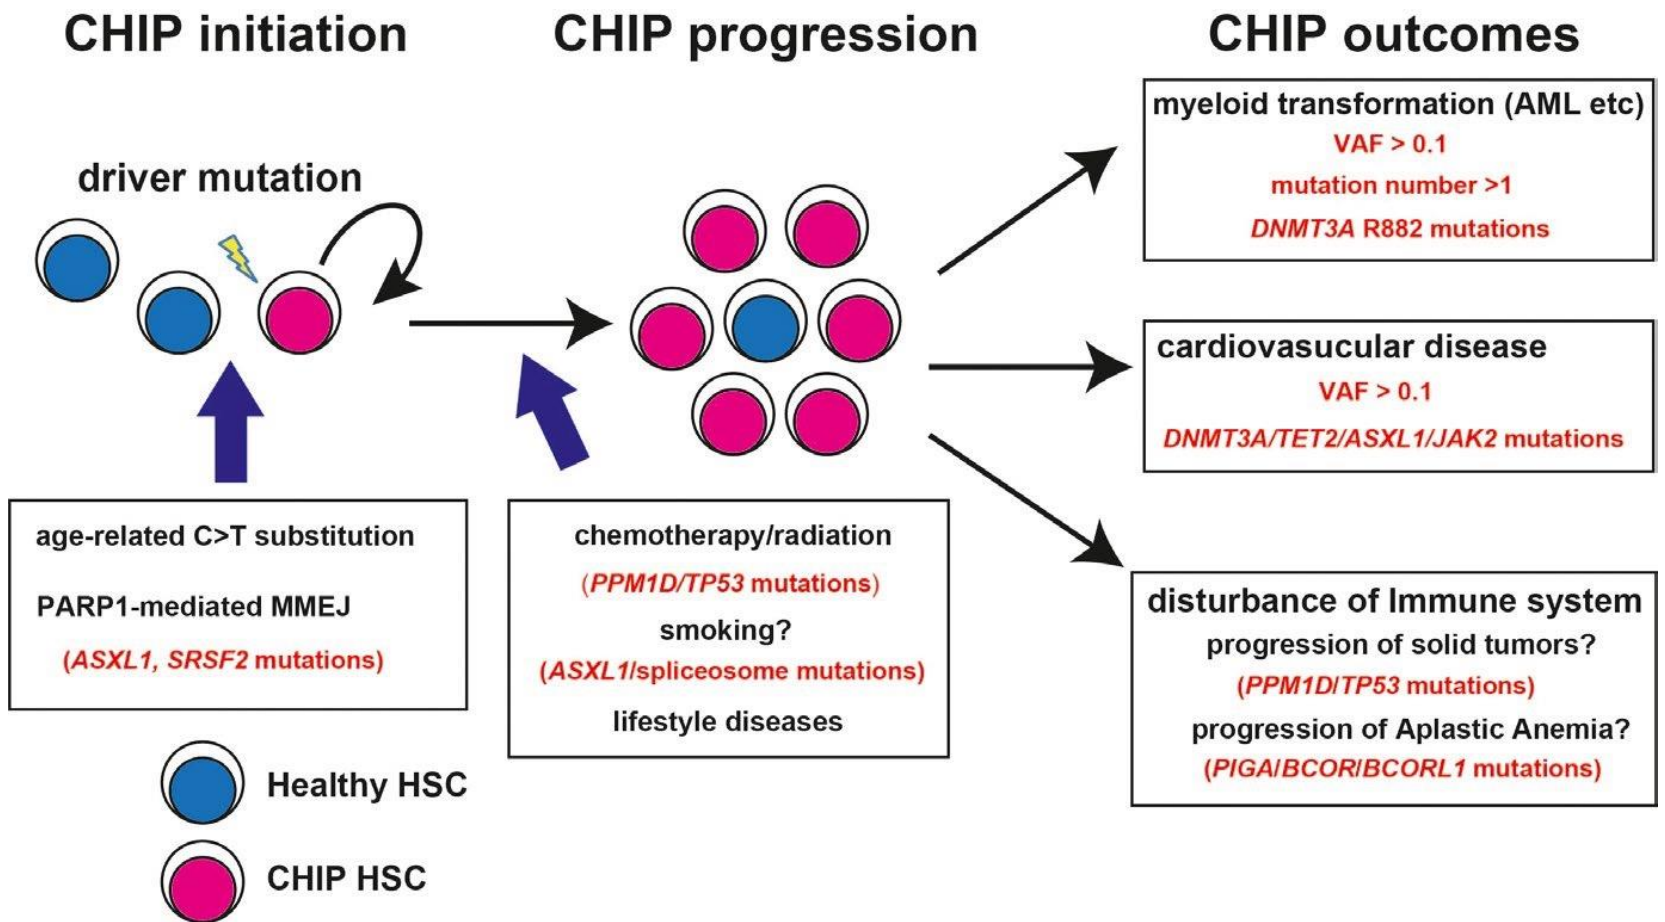 CHIP initiation
driver mutation
age-related C>T substitution
PARP1-mediated MMEJ
(ASXL1, SRSF2 mutations)
Healthy HSC
CHIP HSC
CHIP progression
chemotherapy/radiation
(PPM1D/TP53 mutations)
smoking?
(ASXL1/spliceosome mutations)
lifestyle diseases
CHIP outcomes
myeloid transformation (AML etc)
VAF > 0.1
mutation number >1
DNMT3A R882 mutations
cardiovasucular disease
VAF > 0.1
DNMT3A/TET2/ASXL1/JAK2 mutations
disturbance of Immune system
progression of solid tumors?
(PPM1D/TP53 mutations)
progression of Aplastic Anemia?
(PIGA/BCOR/BCORL1 mutations)